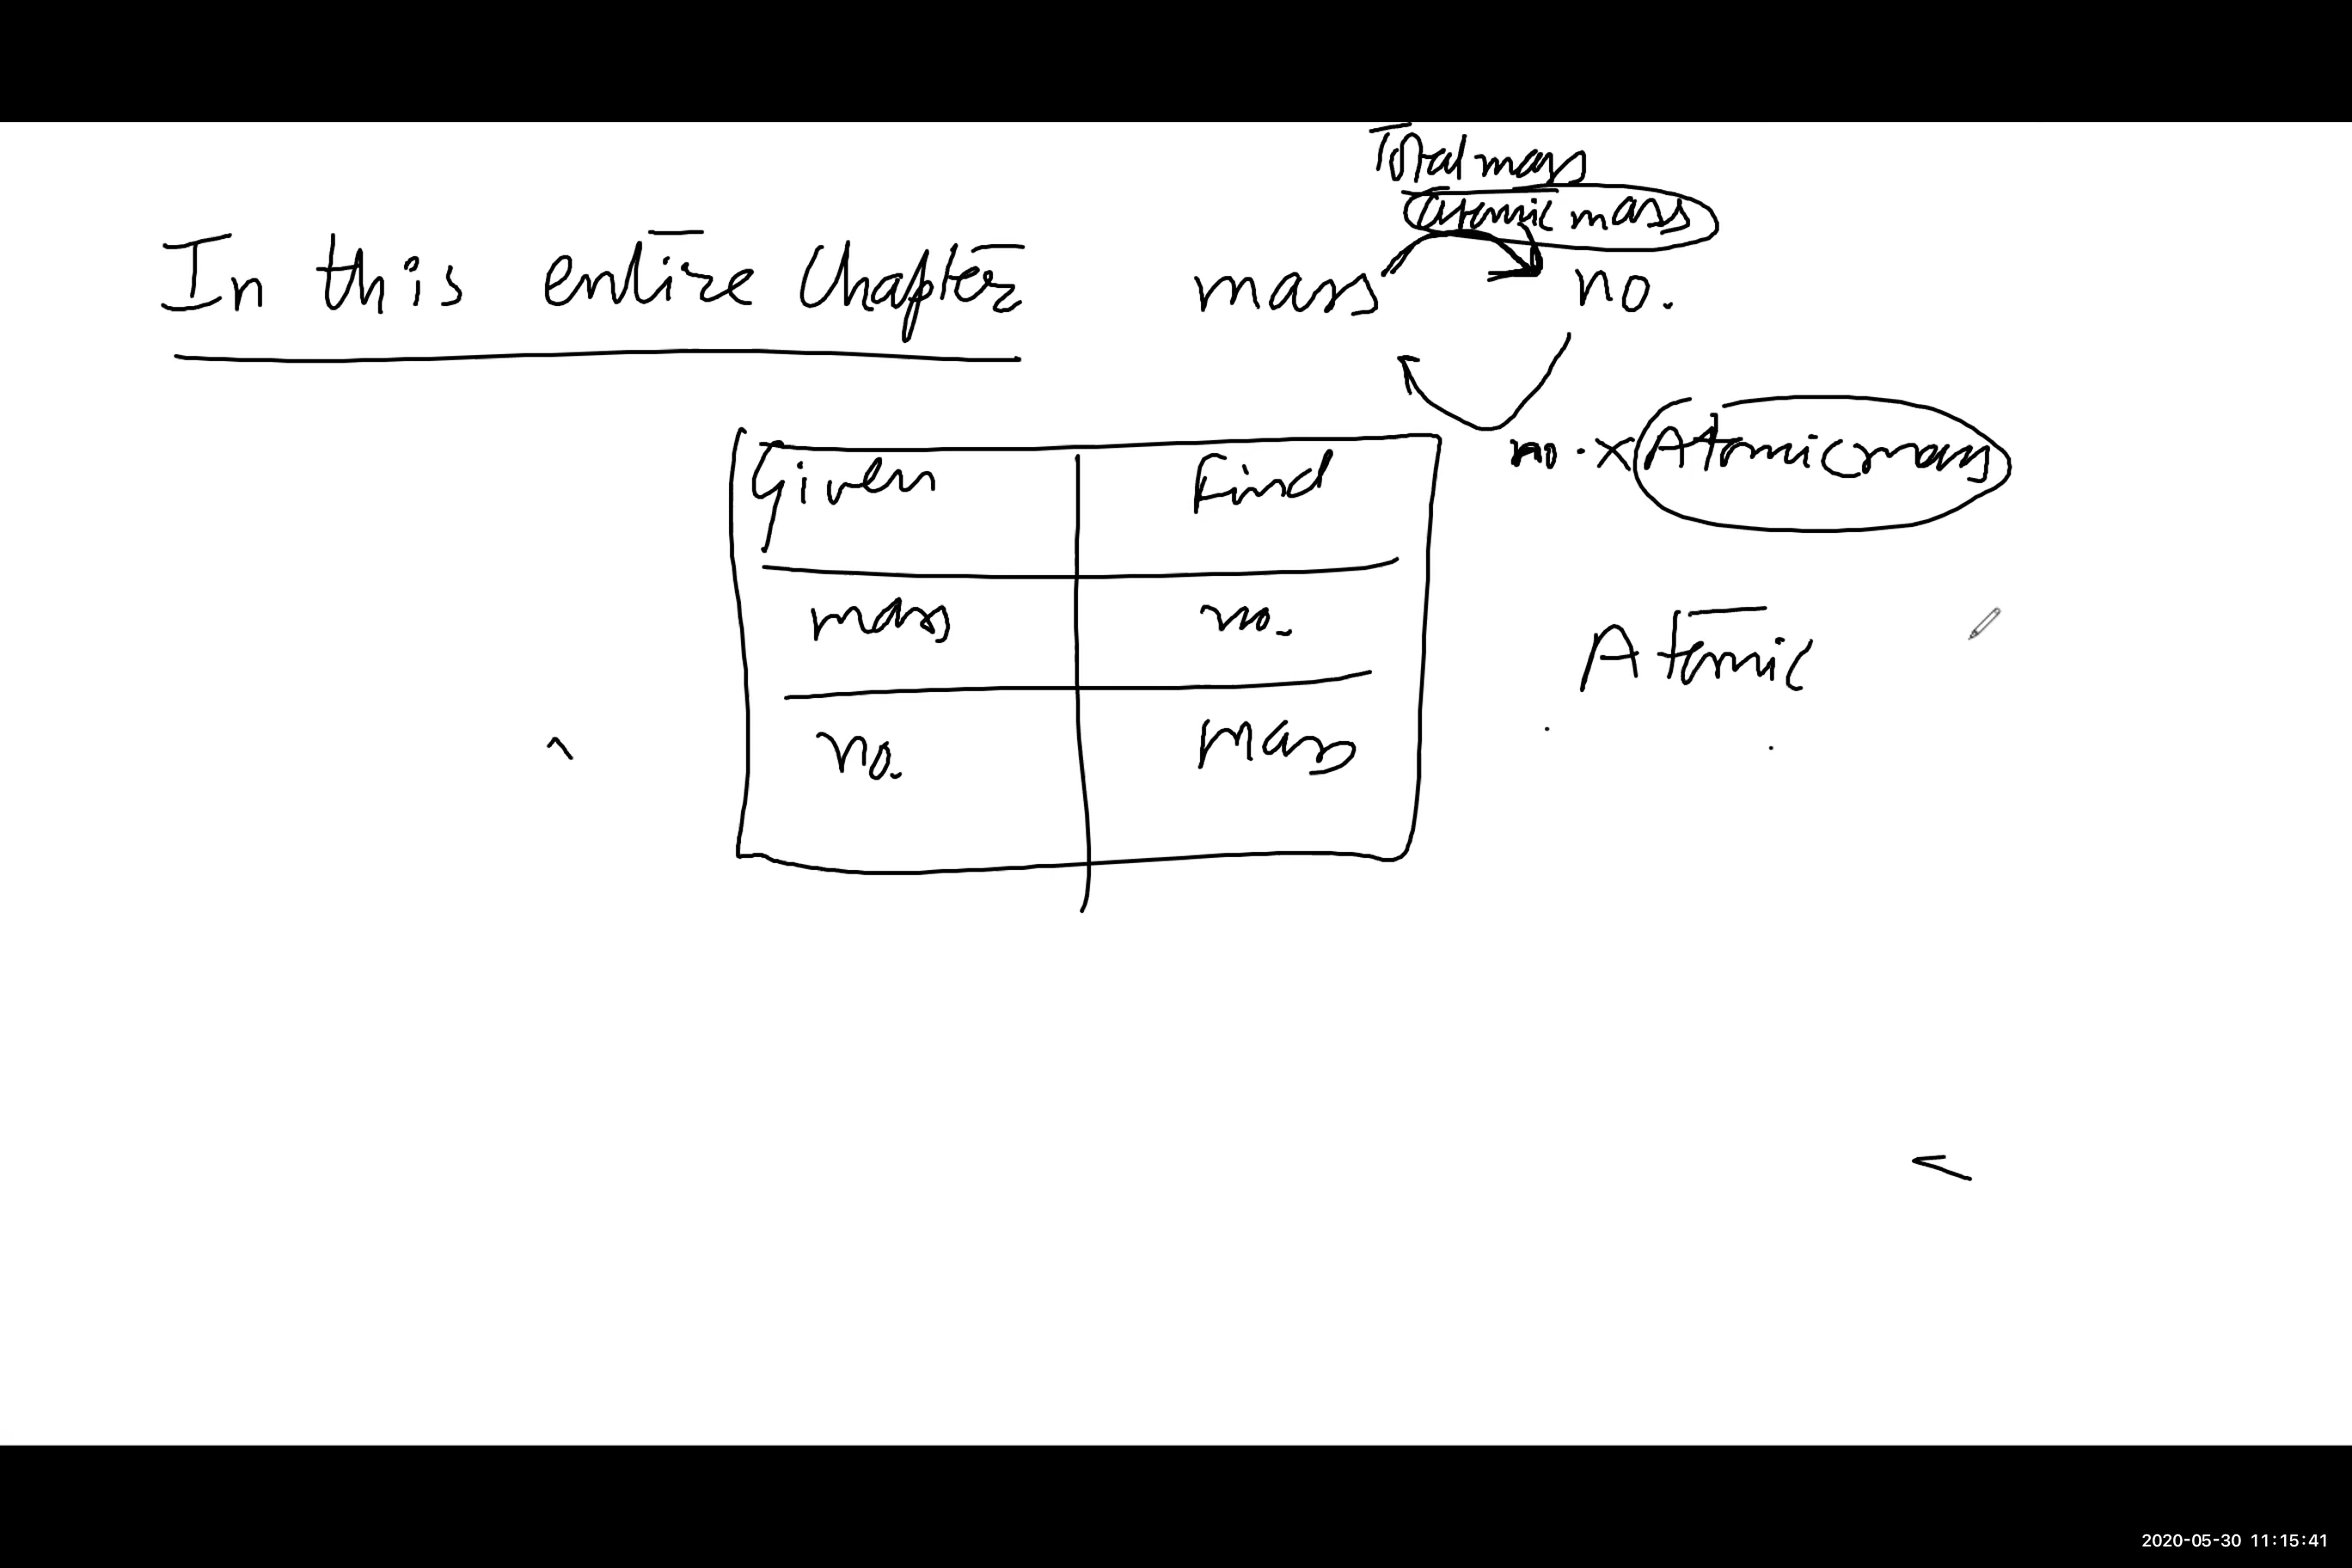 Total mass
Atomic mass
In this entire Chapter mass no.
n × Atomic mass
Given Find
mass no.
Atomic
no. Mass
2020-05-30 11:15:41